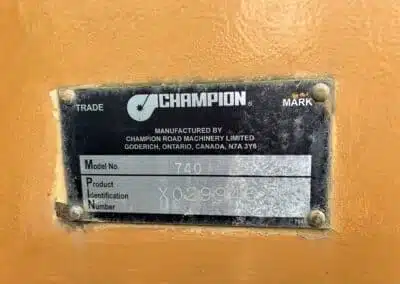 TRADE CHAMPION MARK
MANUFACTURED BY
CHAMPION ROAD MACHINERY LIMITED
GODERICH, ONTARIO, CANADA, N7A 3Y6
Model No. 740
Product
Identification
Number